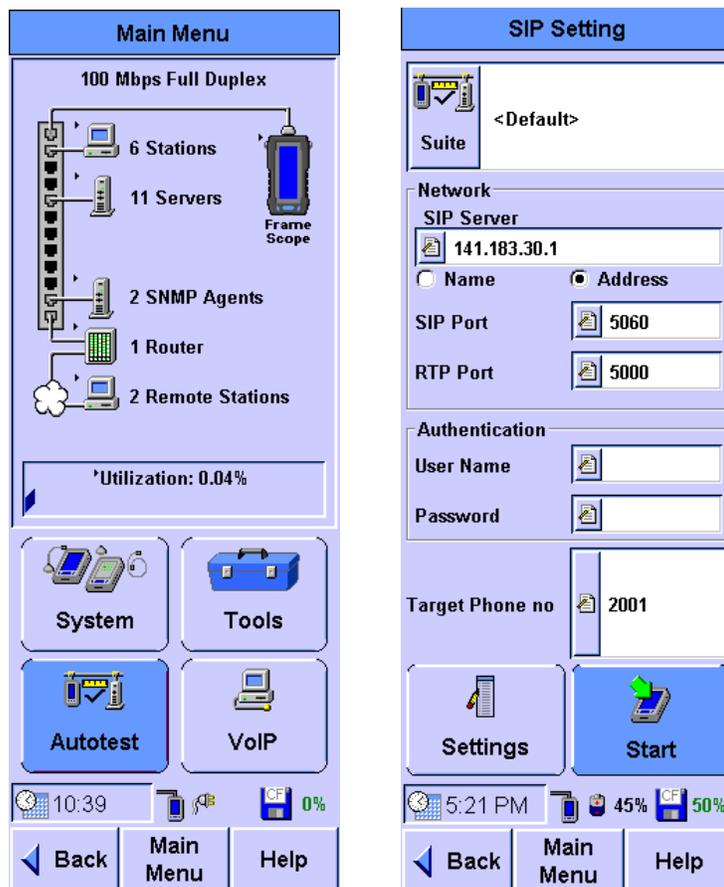 Main Menu
100 Mbps Full Duplex
6 Stations
11 Servers
Frame
Scope
2 SNMP Agents
1 Router
2 Remote Stations
Utilization: 0.04%
System
Tools
Autotest
VoIP
10:39
CF
0%
Back
Main
Menu
Help
SIP Setting
Suite
<Default>
Network
SIP Server
141.183.30.1
Name
Address
SIP Port
5060
RTP Port
5000
Authentication
User Name
Password
Target Phone no
2001
Settings
Start
5:21 PM
45%
CF
50%
Back
Main
Menu
Help